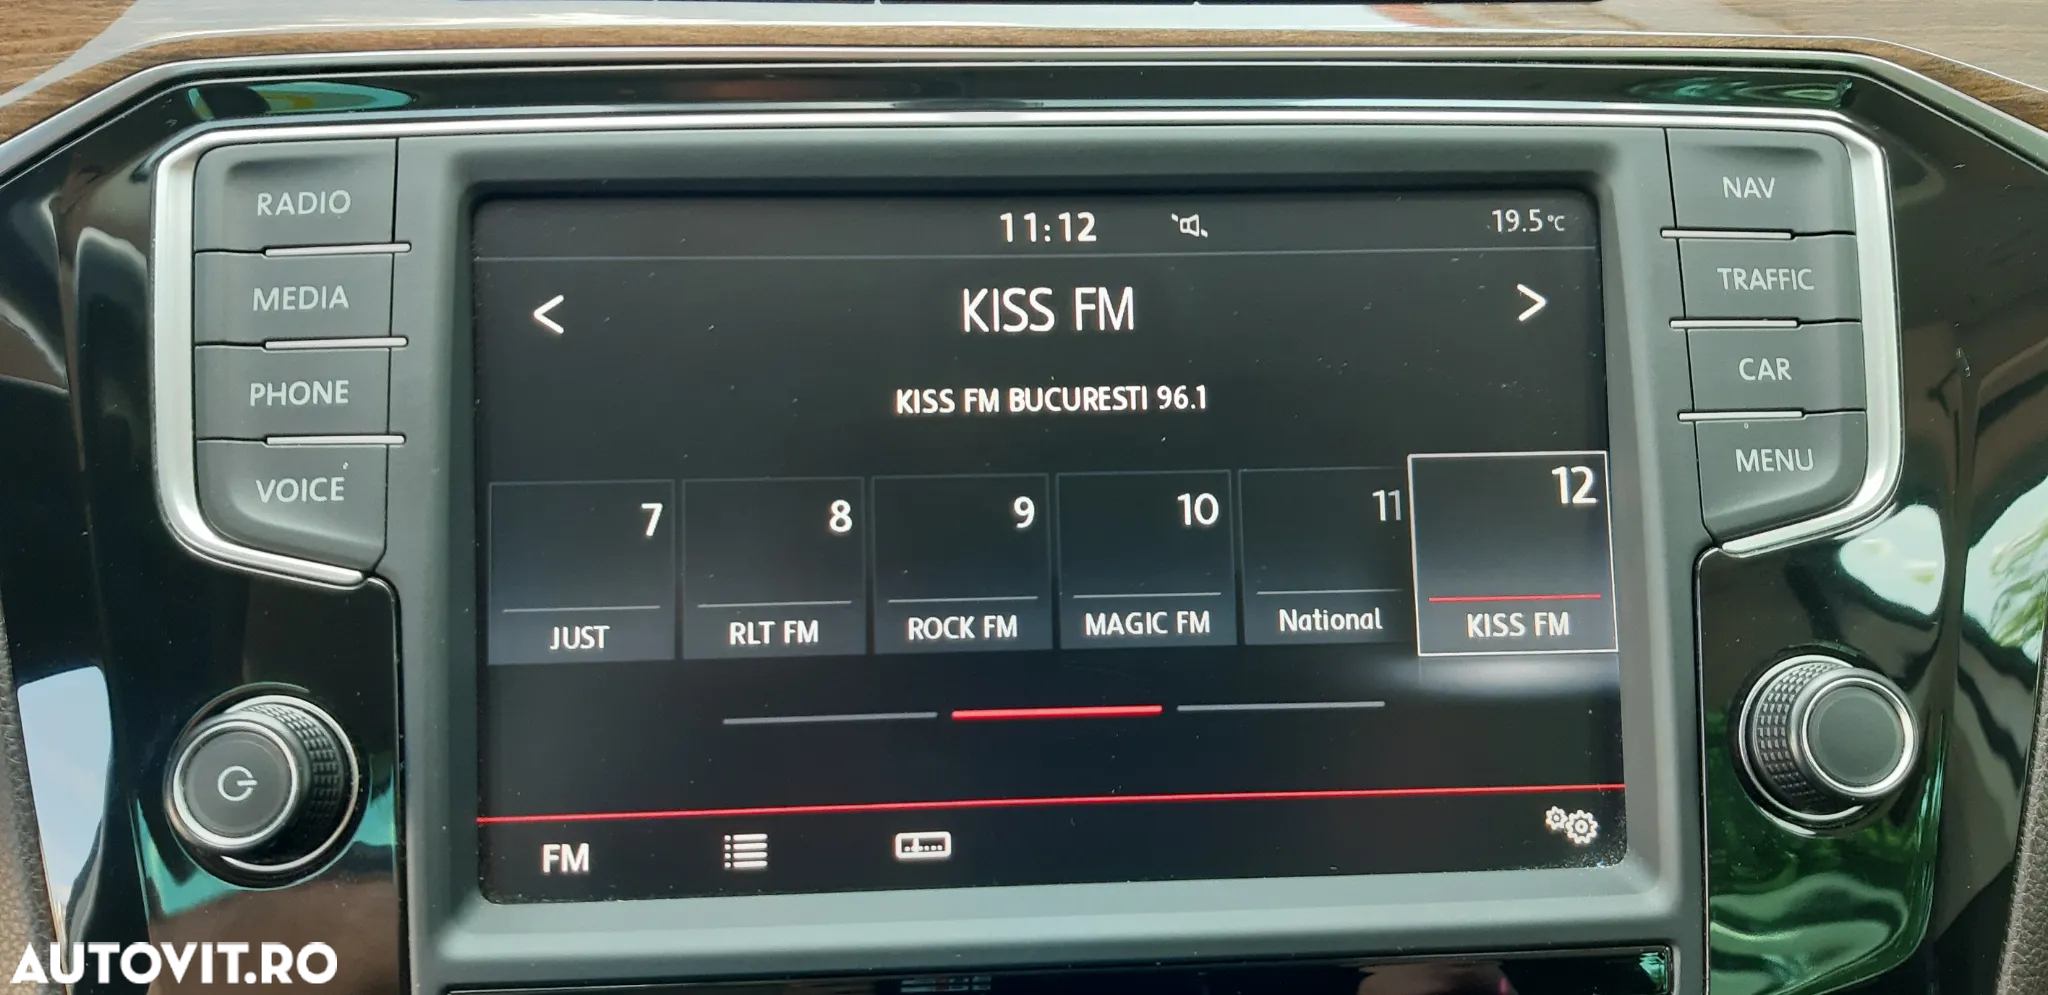 RADIO
MEDIA
PHONE
VOICE
NAV
TRAFFIC
CAR
MENU
11:12
19.5°C
<
KISS FM
>
KISS FM BUCURESTI 96.1
7 8 9 10 11 12
JUST RLT FM ROCK FM MAGIC FM National KISS FM
FM
AUTOVIT.RO